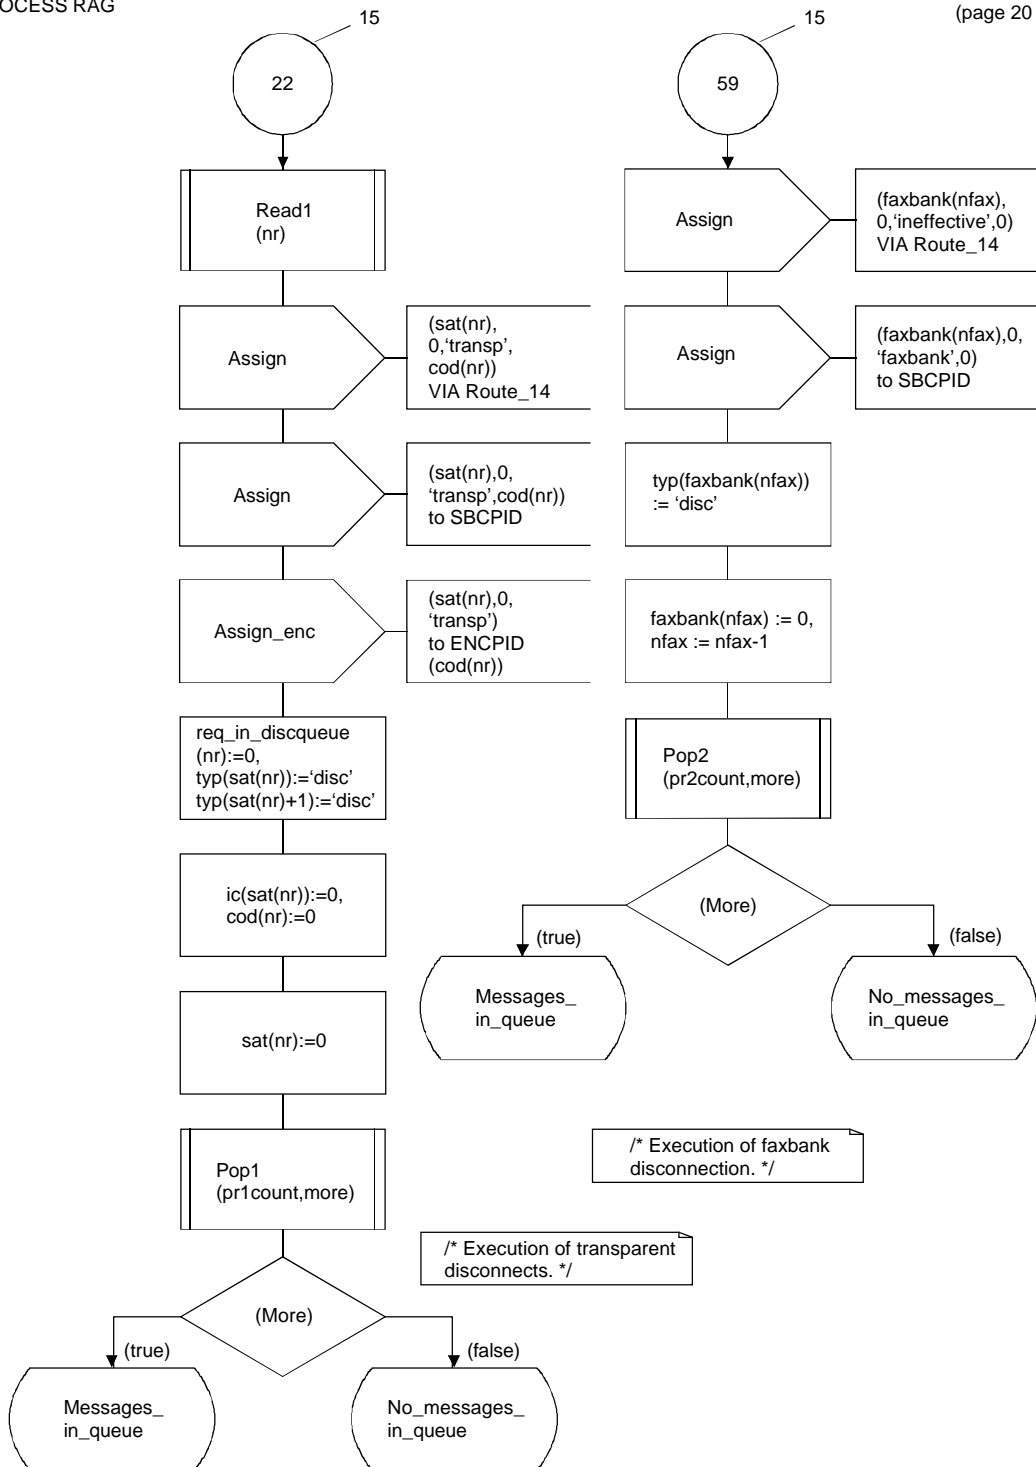 OCESS RAG
(page 20
15
22
Read1
(nr)
Assign
(sat(nr),
0,‘transp’,
cod(nr))
VIA Route_14
Assign
(sat(nr),0,
‘transp’,cod(nr))
to SBCPID
Assign_enc
(sat(nr),0,
‘transp’)
to ENCPID
(cod(nr))
req_in_discqueue
(nr):=0,
typ(sat(nr)):=‘disc’
typ(sat(nr)+1):=‘disc’
ic(sat(nr)):=0,
cod(nr):=0
sat(nr):=0
Pop1
(pr1count,more)
/* Execution of transparent
disconnects. */
(More)
(true)
(false)
Messages_
in_queue
No_messages_
in_queue
15
59
Assign
(faxbank(nfax),
0,‘ineffective’,0)
VIA Route_14
Assign
(faxbank(nfax),0,
‘faxbank’,0)
to SBCPID
typ(faxbank(nfax))
:= ‘disc’
faxbank(nfax) := 0,
nfax := nfax-1
Pop2
(pr2count,more)
(More)
(true)
(false)
Messages_
in_queue
No_messages_
in_queue
/* Execution of faxbank
disconnection. */